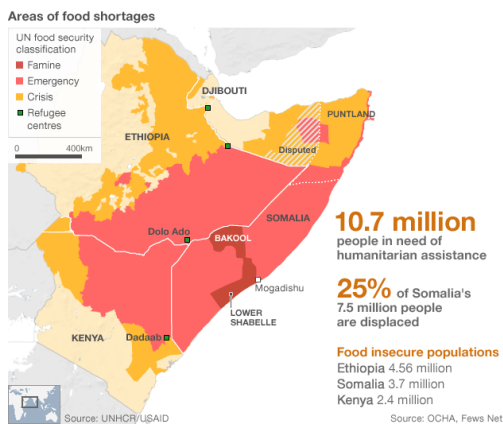 Areas of food shortages
UN food security
classification
Famine
Emergency
Crisis
Refugee
centres
0 400km
DJIBOUTI
PUNTLAND
ETHIOPIA
Disputed
SOMALIA
Dolo Ado
BAKOOL
Mogadishu
LOWER
SHABELLE
KENYA
Dadaab
10.7 million
people in need of
humanitarian assistance
25% of Somalia's
7.5 million people
are displaced
Food insecure populations
Ethiopia 4.56 million
Somalia 3.7 million
Kenya 2.4 million
Source: UNHCR/USAID
Source: OCHA, Fews Net